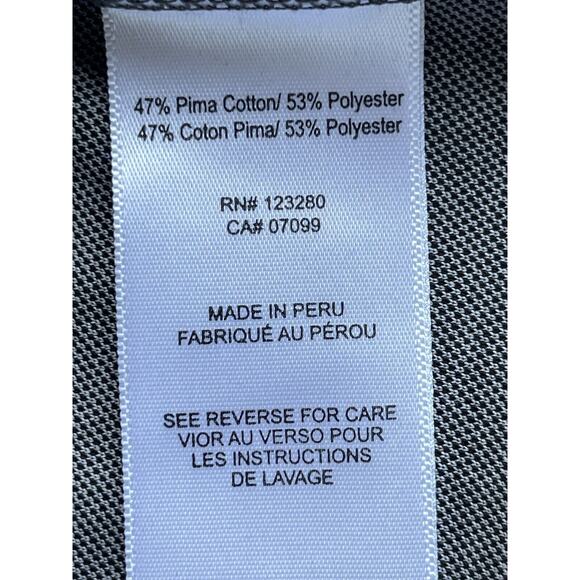 47% Pima Cotton/ 53% Polyester
47% Coton Pima/ 53% Polyester
RN# 123280
CA# 07099
MADE IN PERU
FABRIQUÉ AU PÉROU
SEE REVERSE FOR CARE
VIOR AU VERSO POUR
LES INSTRUCTIONS
DE LAVAGE